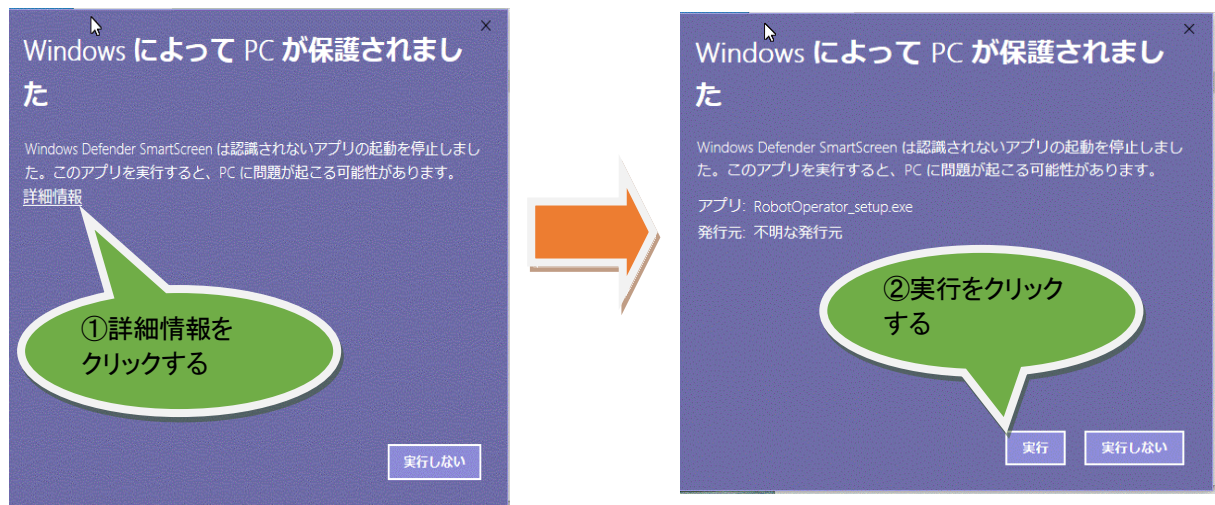 Windows によって PC が保護されまし
た
Windows Defender SmartScreen は認識されないアプリの起動を停止しまし
た。このアプリを実行すると、PC に問題が起こる可能性があります。
詳細情報
①詳細情報を
クリックする
実行しない
Windows によって PC が保護されまし
た
Windows Defender SmartScreen は認識されないアプリの起動を停止しまし
た。このアプリを実行すると、PC に問題が起こる可能性があります。
アプリ: RobotOperator_setup.exe
発行元: 不明な発行元
②実行をクリック
する
実行
実行しない